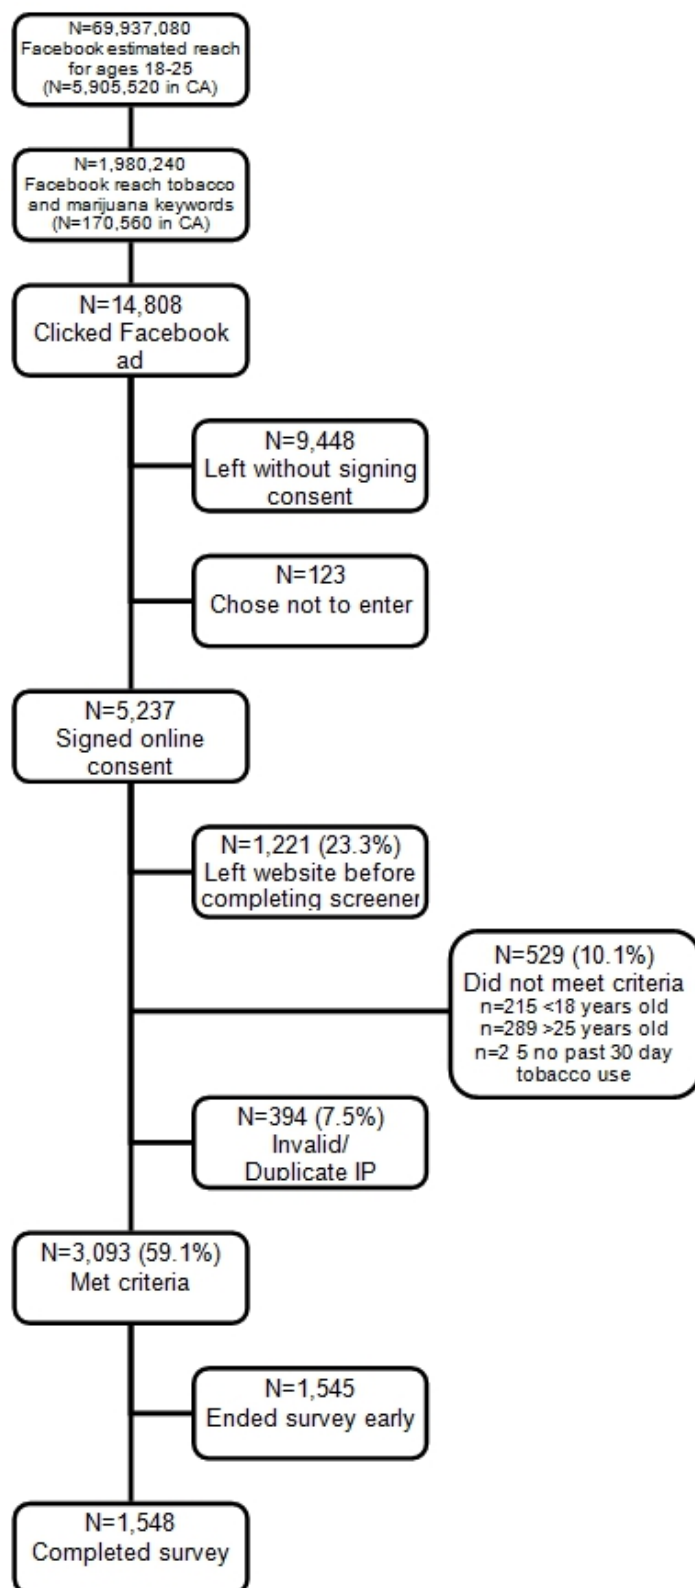 N=69,937,080
Facebook estimated reach
for ages 18-25
(N=5,905,520 in CA)
N=1,980,240
Facebook reach tobacco
and marijuana keywords
(N=170,560 in CA)
N=14,808
Clicked Facebook
ad
N=9,448
Left without signing
consent
N=123
Chose not to enter
N=5,237
Signed online
consent
N=1,221 (23.3%)
Left website before
completing screener
N=529 (10.1%)
Did not meet criteria
n=215 <18 years old
n=289 >25 years old
n=2 5 no past 30 day
tobacco use
N=394 (7.5%)
Invalid/
Duplicate IP
N=3,093 (59.1%)
Met criteria
N=1,545
Ended survey early
N=1,548
Completed survey